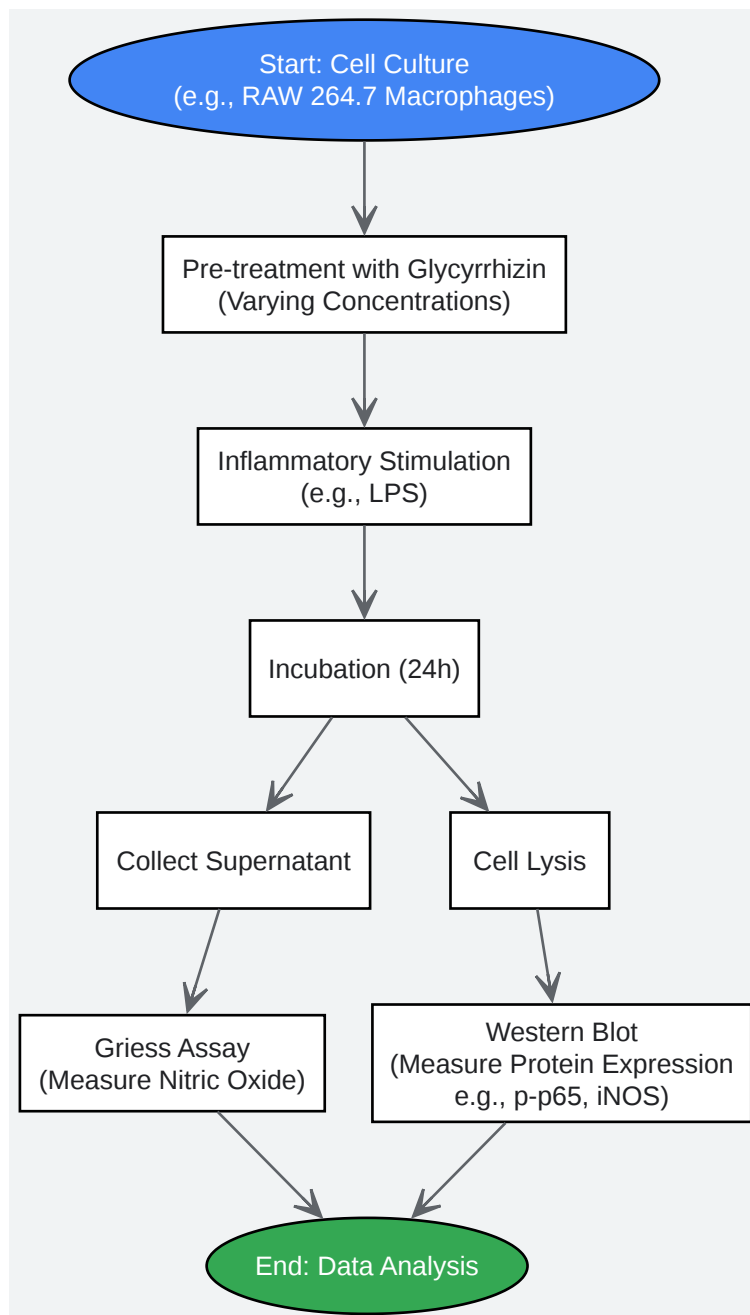 Start: Cell Culture
(e.g., RAW 264.7 Macrophages)
Pre-treatment with Glycyrrhizin
(Varying Concentrations)
Inflammatory Stimulation
(e.g., LPS)
Incubation (24h)
Collect Supernatant
Cell Lysis
Griess Assay
(Measure Nitric Oxide)
Western Blot
(Measure Protein Expression
e.g., p-p65, iNOS)
End: Data Analysis